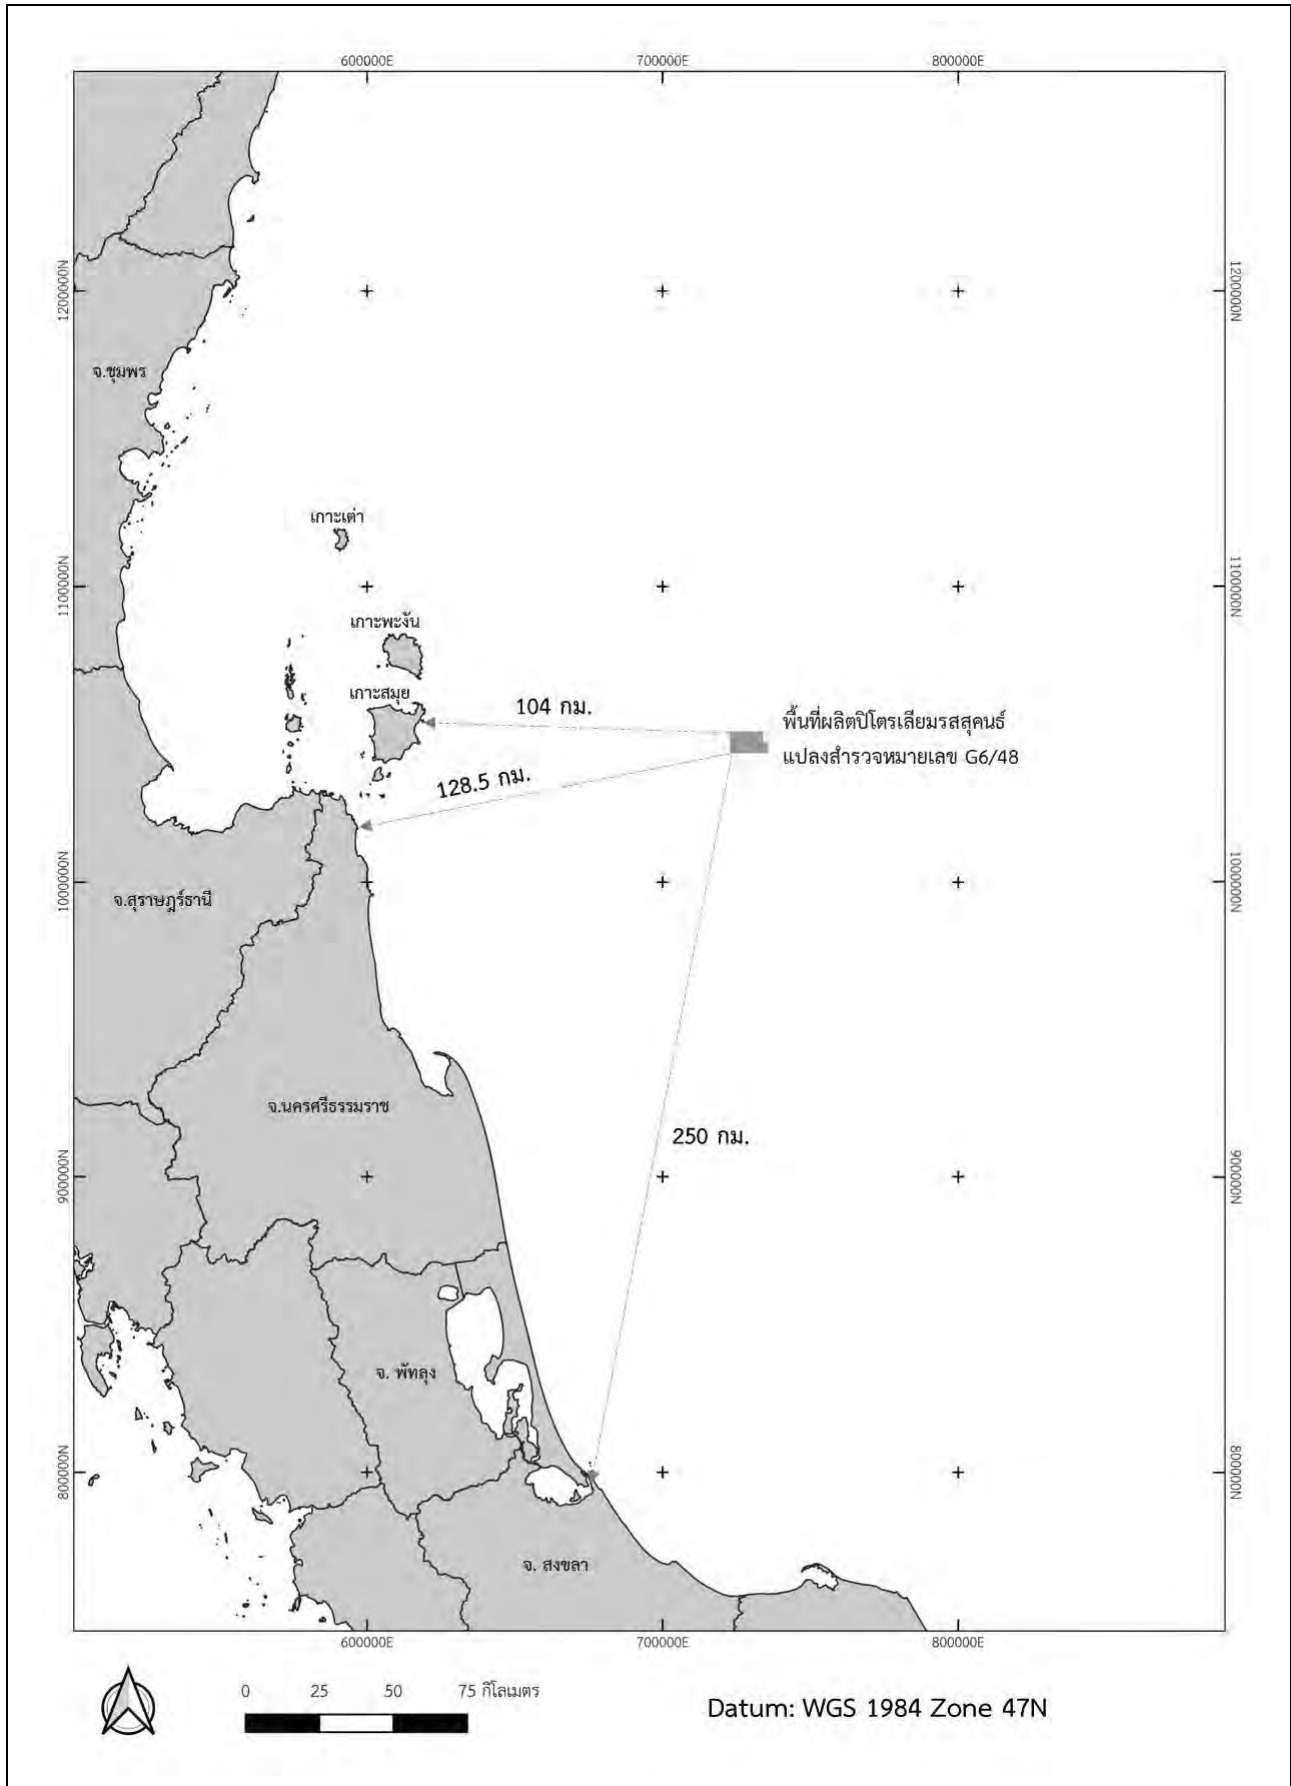 600000E
700000E
800000E
1200000N
1200000N
จ.ชุมพร
เกาะเต่า
1100000N
1100000N
เกาะพะงัน
เกาะสมุย
104 กม.
พื้นที่ผลิตปิโตรเลียมรสสุคนธ์
แปลงสำรวจหมายเลข G6/48
128.5 กม.
1000000N
1000000N
จ.สุราษฎร์ธานี
จ.นครศรีธรรมราช
250 กม.
900000N
900000N
จ. พัทลุง
800000N
800000N
จ. สงขลา
600000E
700000E
800000E
0 25 50 75 กิโลเมตร
Datum: WGS 1984 Zone 47N